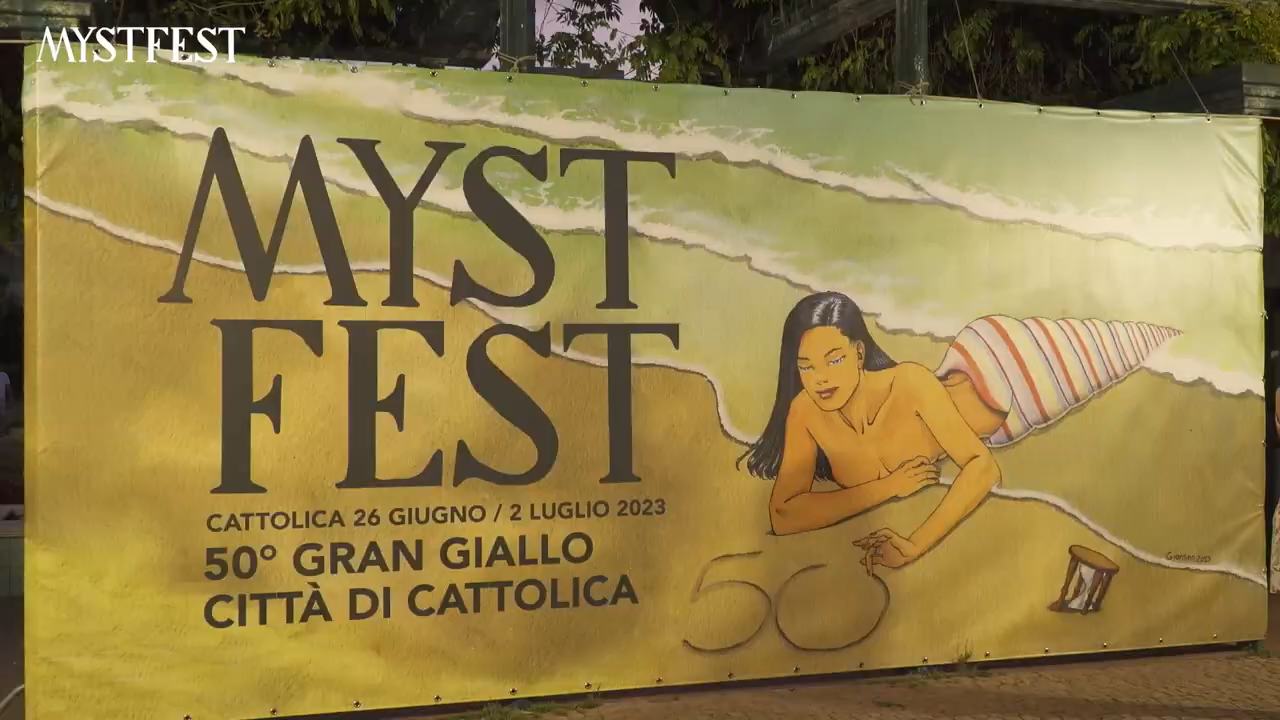 MYSTFEST
MYST
FEST
CATTOLICA 26 GIUGNO / 2 LUGLIO 2023
50° GRAN GIALLO
CITTÀ DI CATTOLICA
50